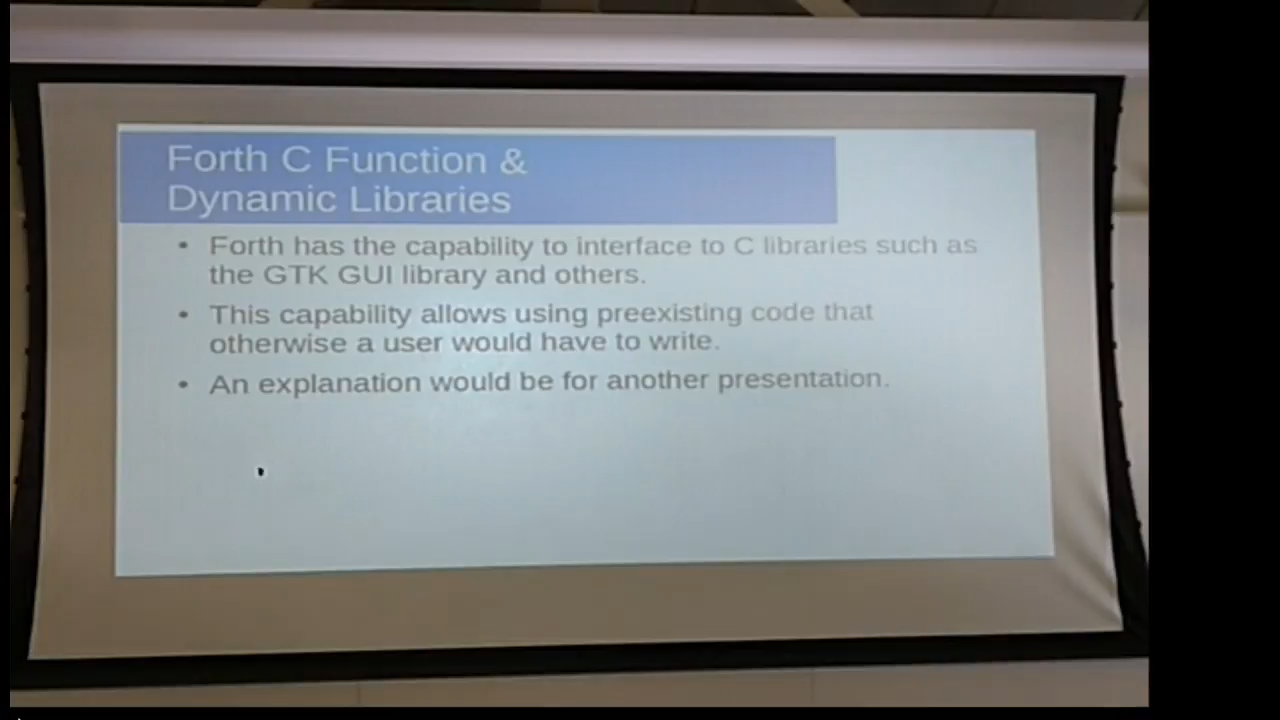 Forth C Function &
Dynamic Libraries
• Forth has the capability to interface to C libraries such as
the GTK GUI library and others.
• This capability allows using preexisting code that
otherwise a user would have to write.
• An explanation would be for another presentation.